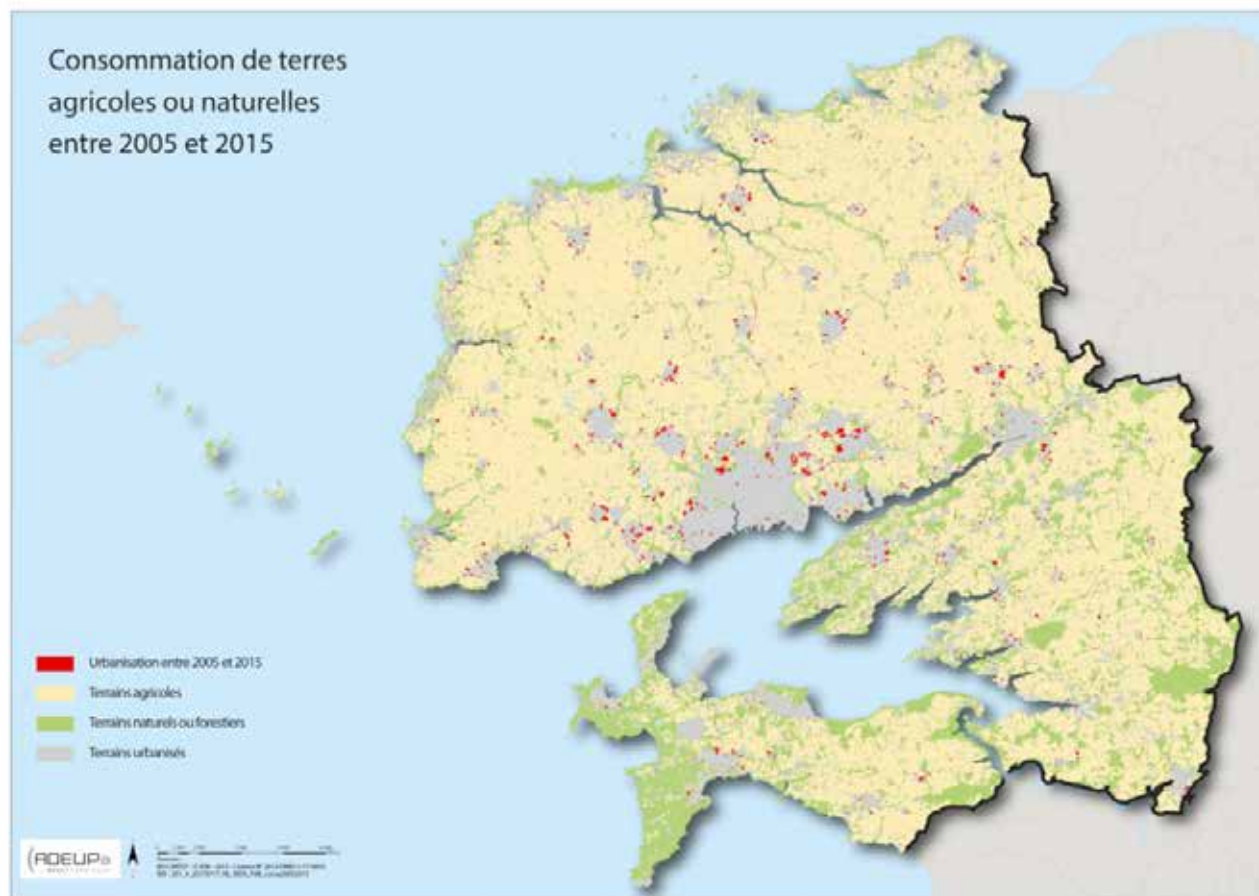 Consommation de terres
agricoles ou naturelles
entre 2005 et 2015
Urbanisation entre 2005 et 2015
Terrains agricoles
Terrains naturels ou forestiers
Terrains urbanisés
ADEUPa